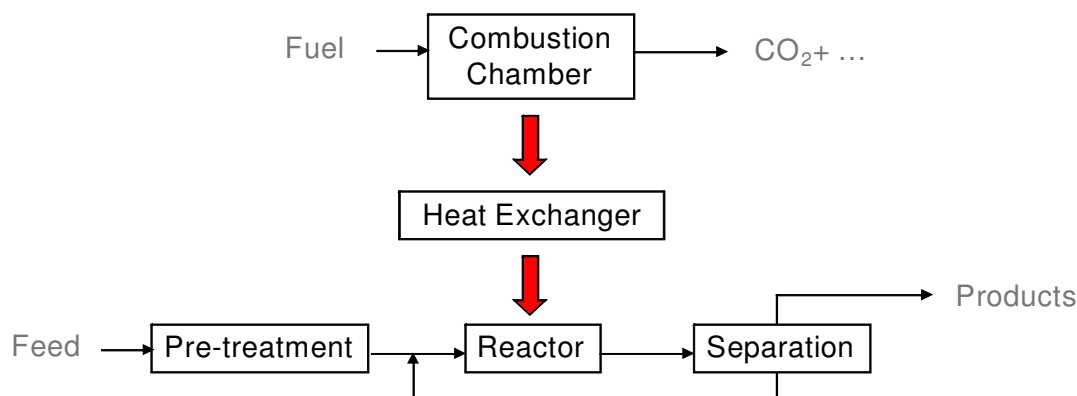 Fuel
Combustion
Chamber
CO₂+ …
Heat Exchanger
Products
Feed
Pre-treatment
Reactor
Separation